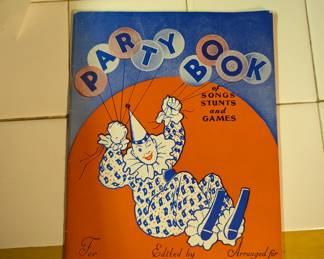 PARTY
BOOK
of
SONGS
STUNTS
and
GAMES
For Edited by Arranged for